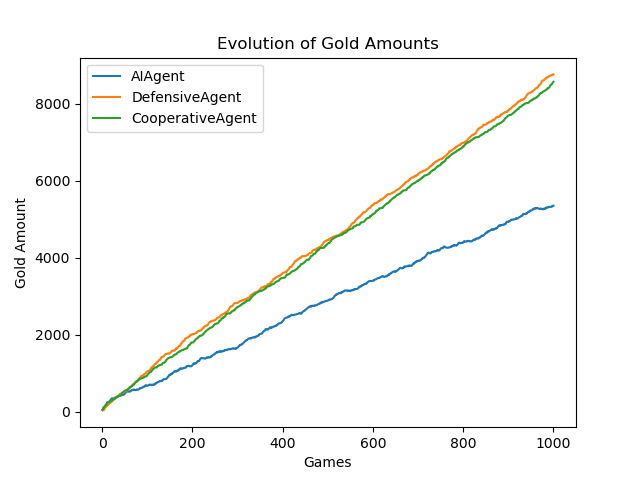 Evolution of Gold Amounts
AIAgent
DefensiveAgent
CooperativeAgent
Gold Amount
8000
6000
4000
2000
0
0 200 400 600 800 1000
Games